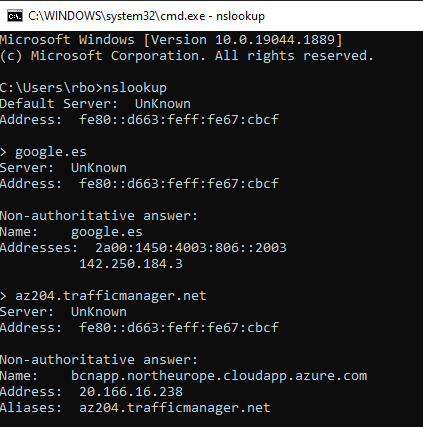 C:\WINDOWS\system32\cmd.exe - nslookup
Microsoft Windows [Version 10.0.19044.1889]
(c) Microsoft Corporation. All rights reserved.
C:\Users\rbo>nslookup
Default Server:  UnKnown
Address:  fe80::d663:feff:fe67:cbcf
> google.es
Server:  UnKnown
Address:  fe80::d663:feff:fe67:cbcf
Non-authoritative answer:
Name:    google.es
Addresses:  2a00:1450:4003:806::2003
142.250.184.3
> az204.trafficmanager.net
Server:  UnKnown
Address:  fe80::d663:feff:fe67:cbcf
Non-authoritative answer:
Name:    bcnapp.northeurope.cloudapp.azure.com
Address:  20.166.16.238
Aliases:  az204.trafficmanager.net